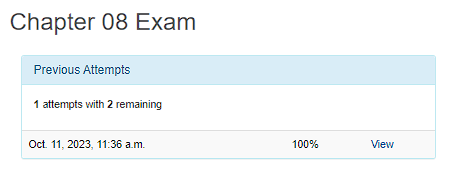 Chapter 08 Exam
Previous Attempts
1 attempts with 2 remaining
Oct. 11, 2023, 11:36 a.m. 100% View